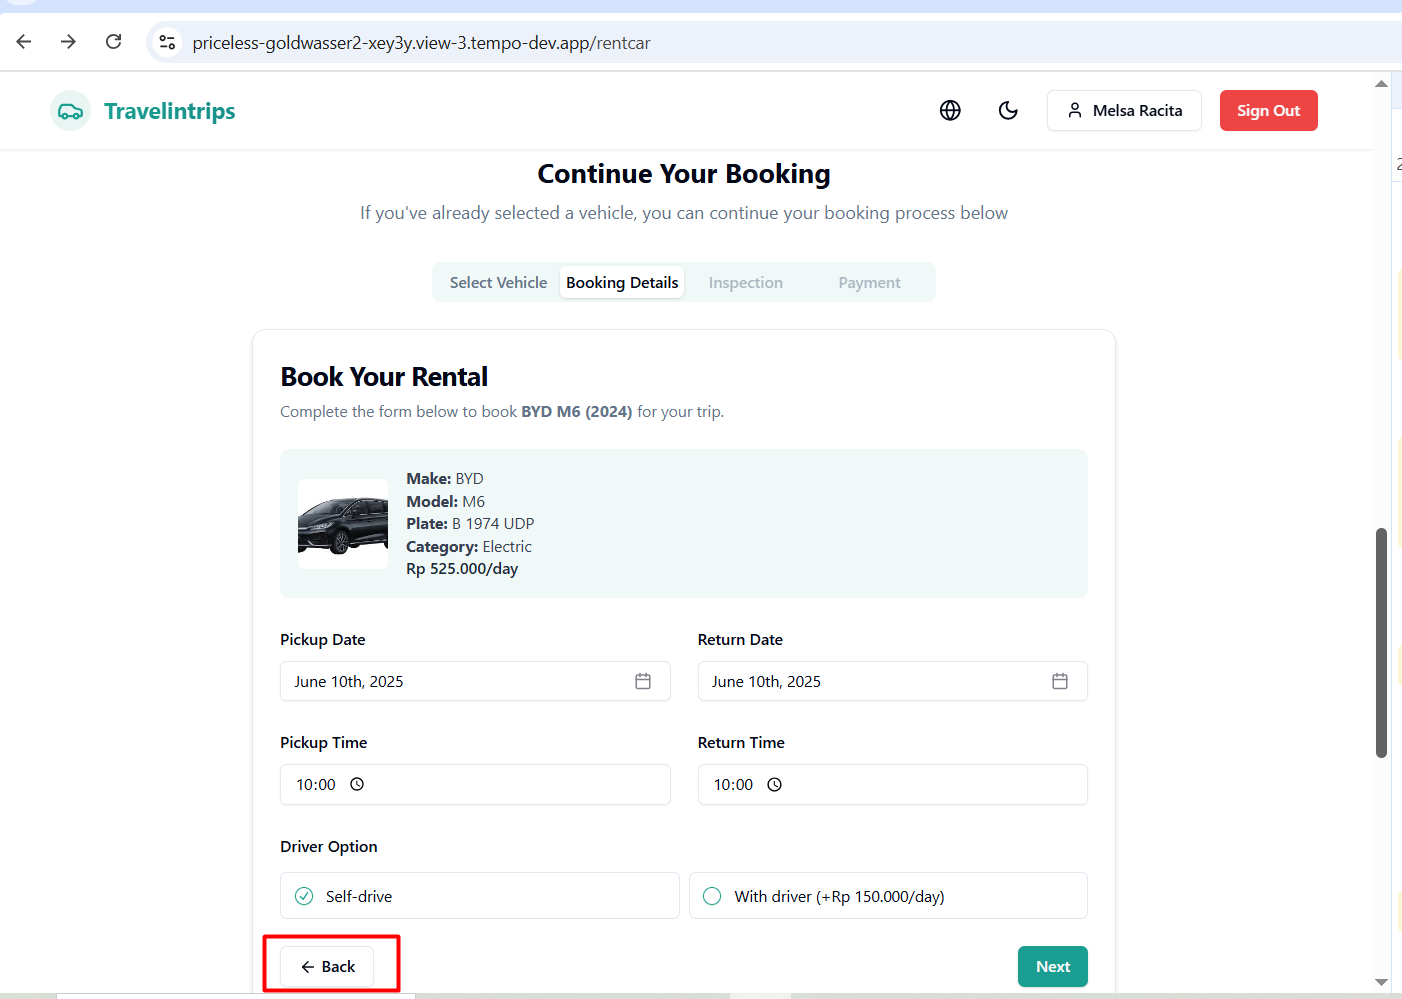 priceless-goldwasser2-xey3y.view-3.tempo-dev.app/rentcar
Travelintrips
Melsa Racita
Sign Out
Continue Your Booking
If you've already selected a vehicle, you can continue your booking process below
Select Vehicle
Booking Details
Inspection
Payment
Book Your Rental
Complete the form below to book BYD M6 (2024) for your trip.
Make: BYD
Model: M6
Plate: B 1974 UDP
Category: Electric
Rp 525.000/day
Pickup Date
Return Date
June 10th, 2025
June 10th, 2025
Pickup Time
Return Time
10:00
10:00
Driver Option
Self-drive
With driver (+Rp 150.000/day)
Back
Next